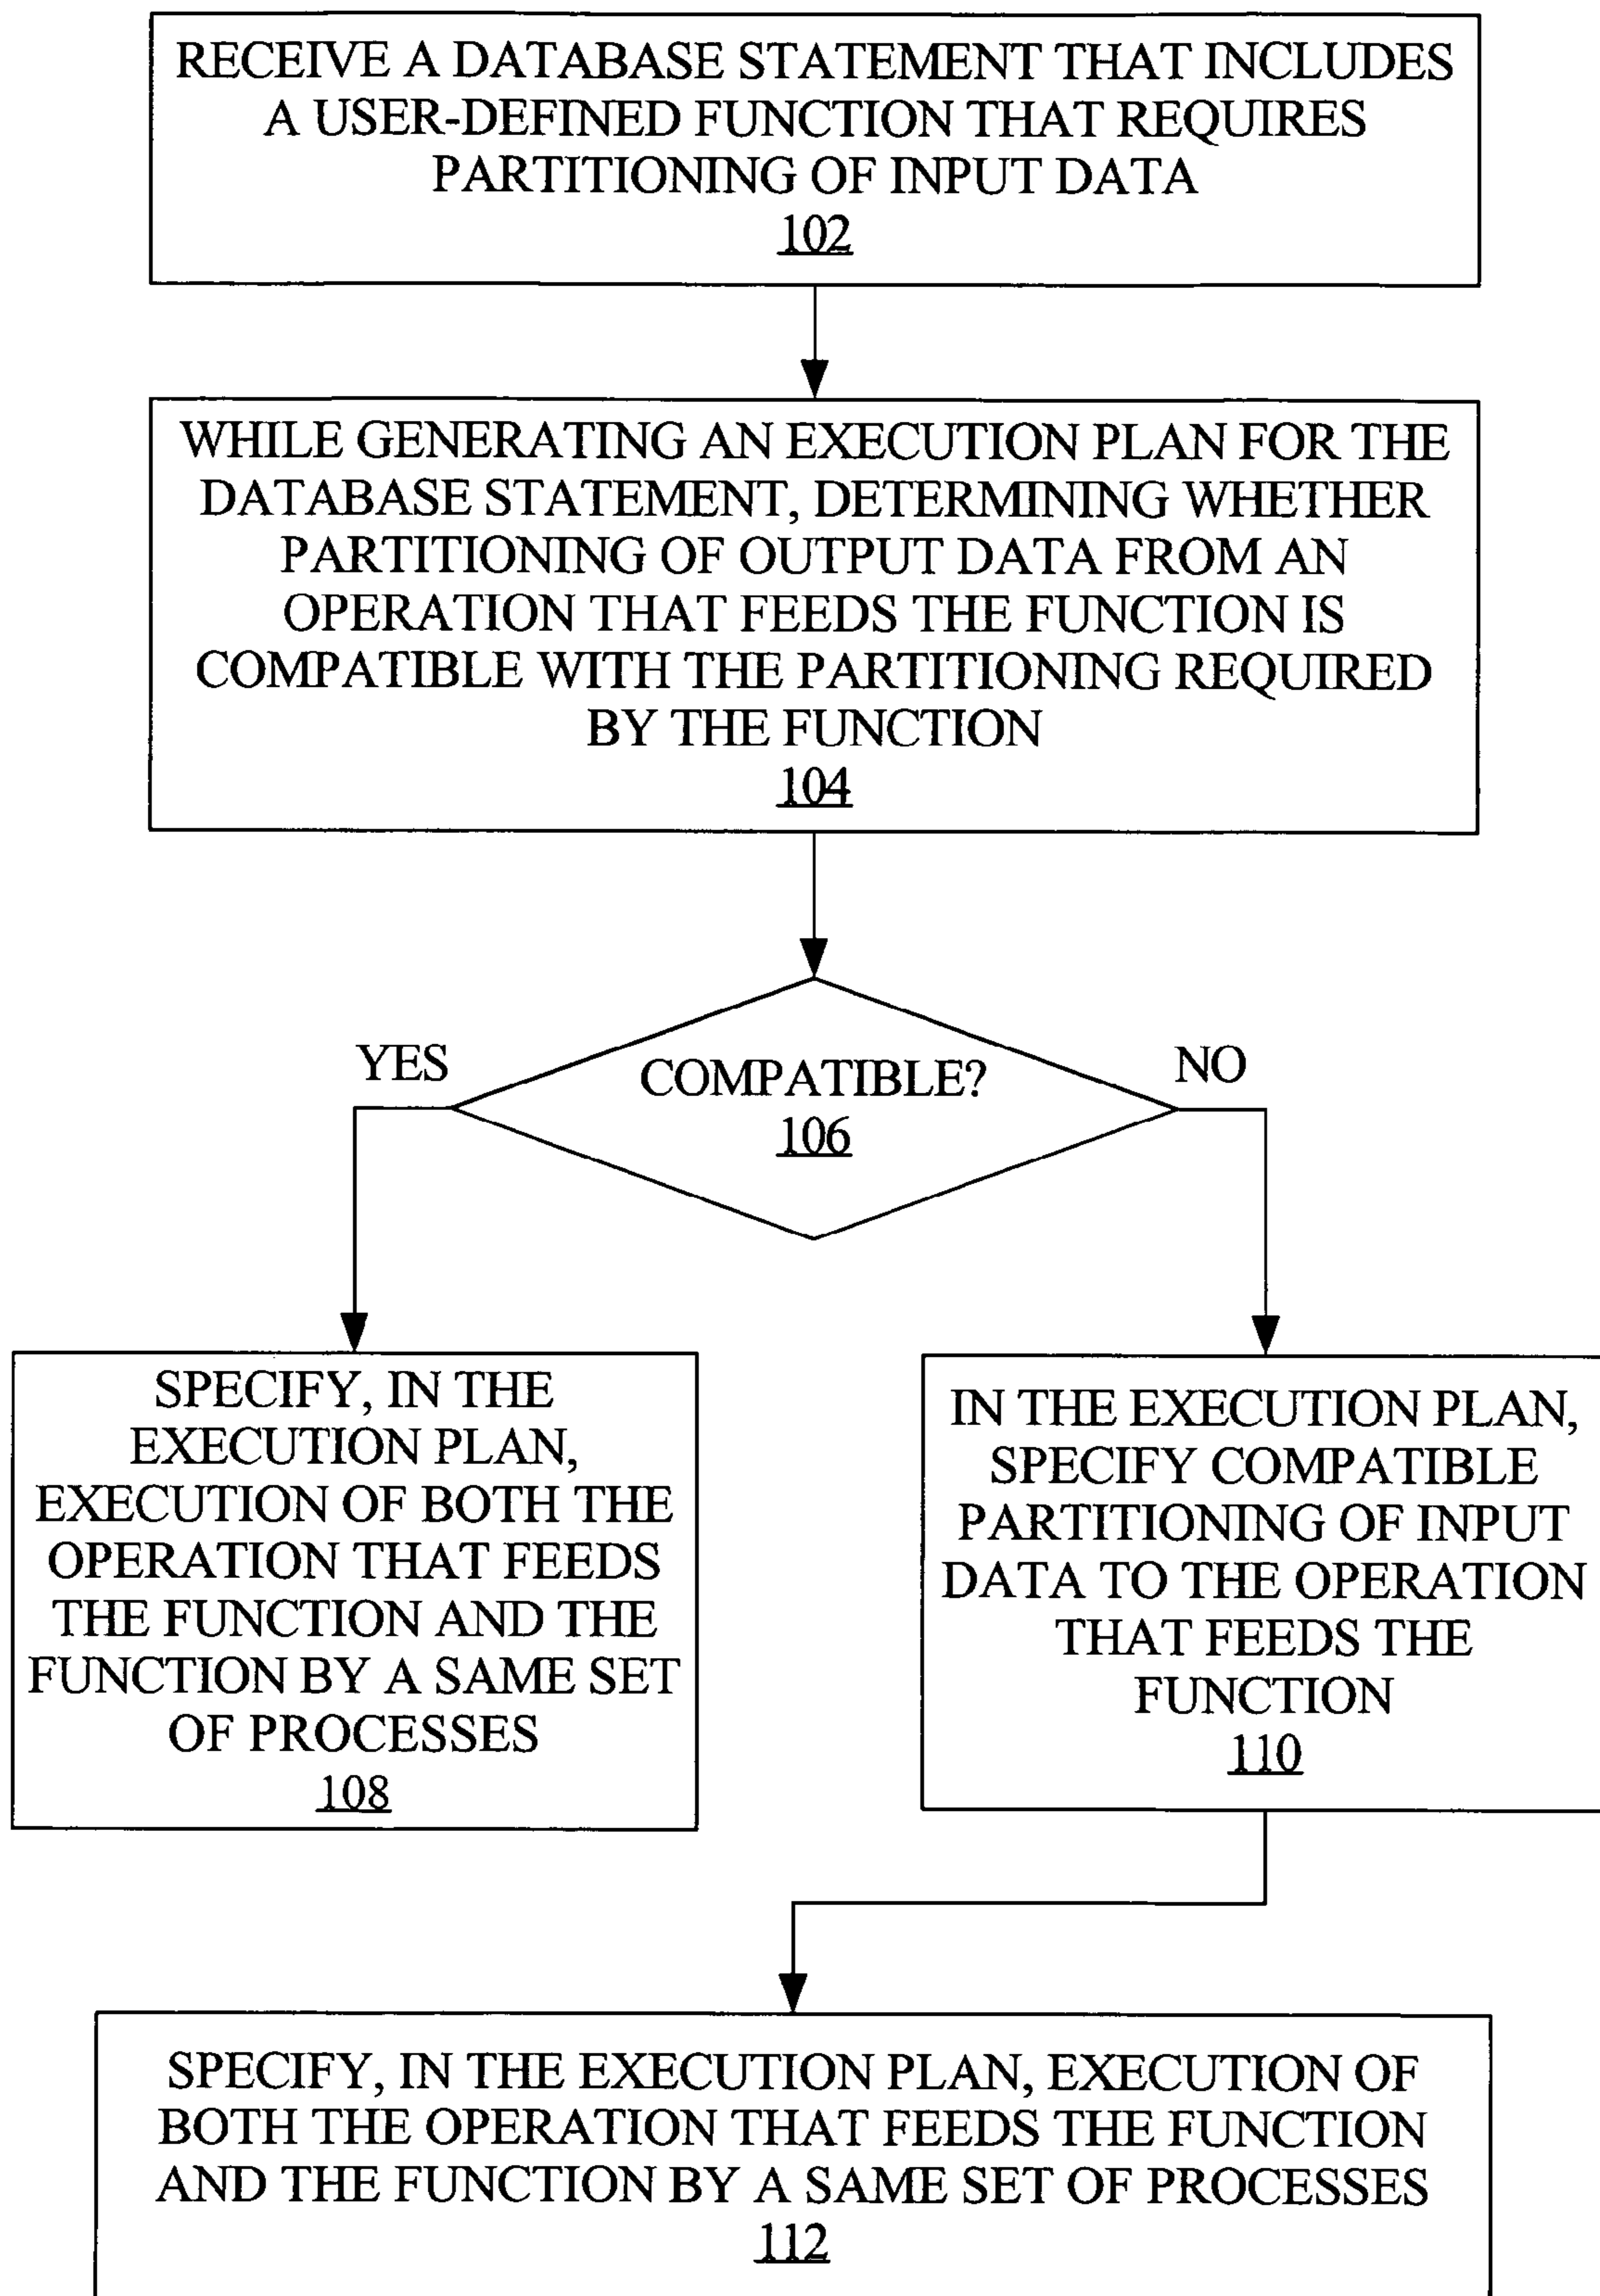 RECEIVE A DATABASE STATEMENT THAT INCLUDES
A USER-DEFINED FUNCTION THAT REQUIRES
PARTITIONING OF INPUT DATA
102
WHILE GENERATING AN EXECUTION PLAN FOR THE
DATABASE STATEMENT, DETERMINING WHETHER
PARTITIONING OF OUTPUT DATA FROM AN
OPERATION THAT FEEDS THE FUNCTION IS
COMPATIBLE WITH THE PARTITIONING REQUIRED
BY THE FUNCTION
104
YES
COMPATIBLE?
106
NO
SPECIFY, IN THE
EXECUTION PLAN,
EXECUTION OF BOTH THE
OPERATION THAT FEEDS
THE FUNCTION AND THE
FUNCTION BY A SAME SET
OF PROCESSES
108
IN THE EXECUTION PLAN,
SPECIFY COMPATIBLE
PARTITIONING OF INPUT
DATA TO THE OPERATION
THAT FEEDS THE
FUNCTION
110
SPECIFY, IN THE EXECUTION PLAN, EXECUTION OF
BOTH THE OPERATION THAT FEEDS THE FUNCTION
AND THE FUNCTION BY A SAME SET OF PROCESSES
112